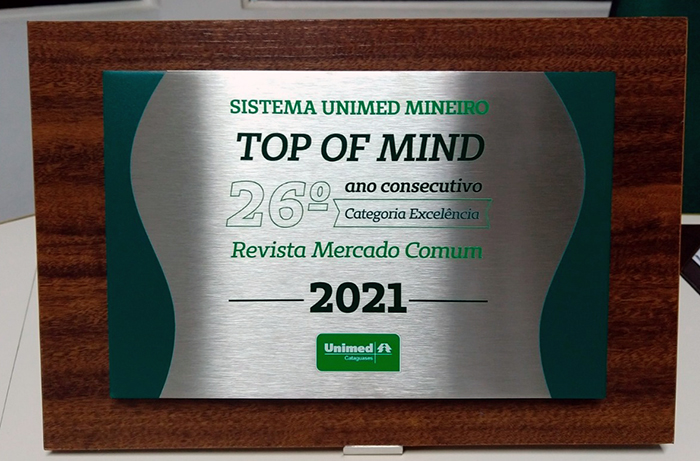 SISTEMA UNIMED MINEIRO
TOP OF MIND
26º
ano consecutivo
Categoria Excelência
Revista Mercado Comum
2021
Unimed
Cataguases